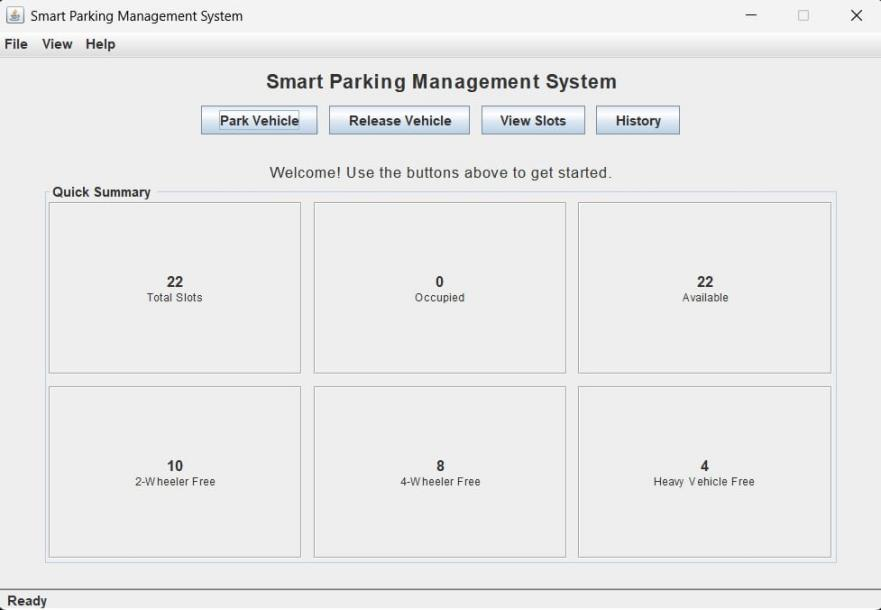 Smart Parking Management System
File View Help
Smart Parking Management System
Park Vehicle Release Vehicle View Slots History
Welcome! Use the buttons above to get started.
Quick Summary
22 0 22
Total Slots Occupied Available
10 8 4
2-Wheeler Free 4-Wheeler Free Heavy Vehicle Free
Ready